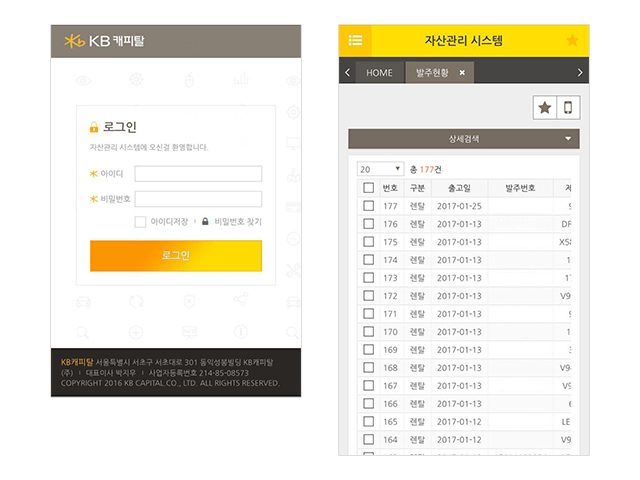 KB 캐피탈
로그인
자산관리 시스템에 오신걸 환영합니다.
아이디
비밀번호
아이디저장 비밀번호 찾기
로그인
KB캐피탈 서울특별시 서초구 서초대로 301 동익성봉빌딩 KB캐피탈
(주) ㅣ 대표이사 박지우 ㅣ 사업자등록번호 214-85-08573
COPYRIGHT 2016 KB CAPITAL.CO., LTD. ALL RIGHTS RESERVED.
자산관리 시스템
HOME 발주현황
상세검색
20 총 177건
번호 구분 출고일 발주번호
177 렌탈 2017-01-25 9
176 렌탈 2017-01-13 DF
175 렌탈 2017-01-13 X58
174 렌탈 2017-01-13 1
173 렌탈 2017-01-13 17
172 렌탈 2017-01-13 V9
171 렌탈 2017-01-13 9
170 렌탈 2017-01-13 1
169 렌탈 2017-01-13 3
168 렌탈 2017-01-13 V9
167 렌탈 2017-01-13 V9
166 렌탈 2017-01-13 6
165 렌탈 2017-01-12 LE
164 렌탈 2017-01-12 V9